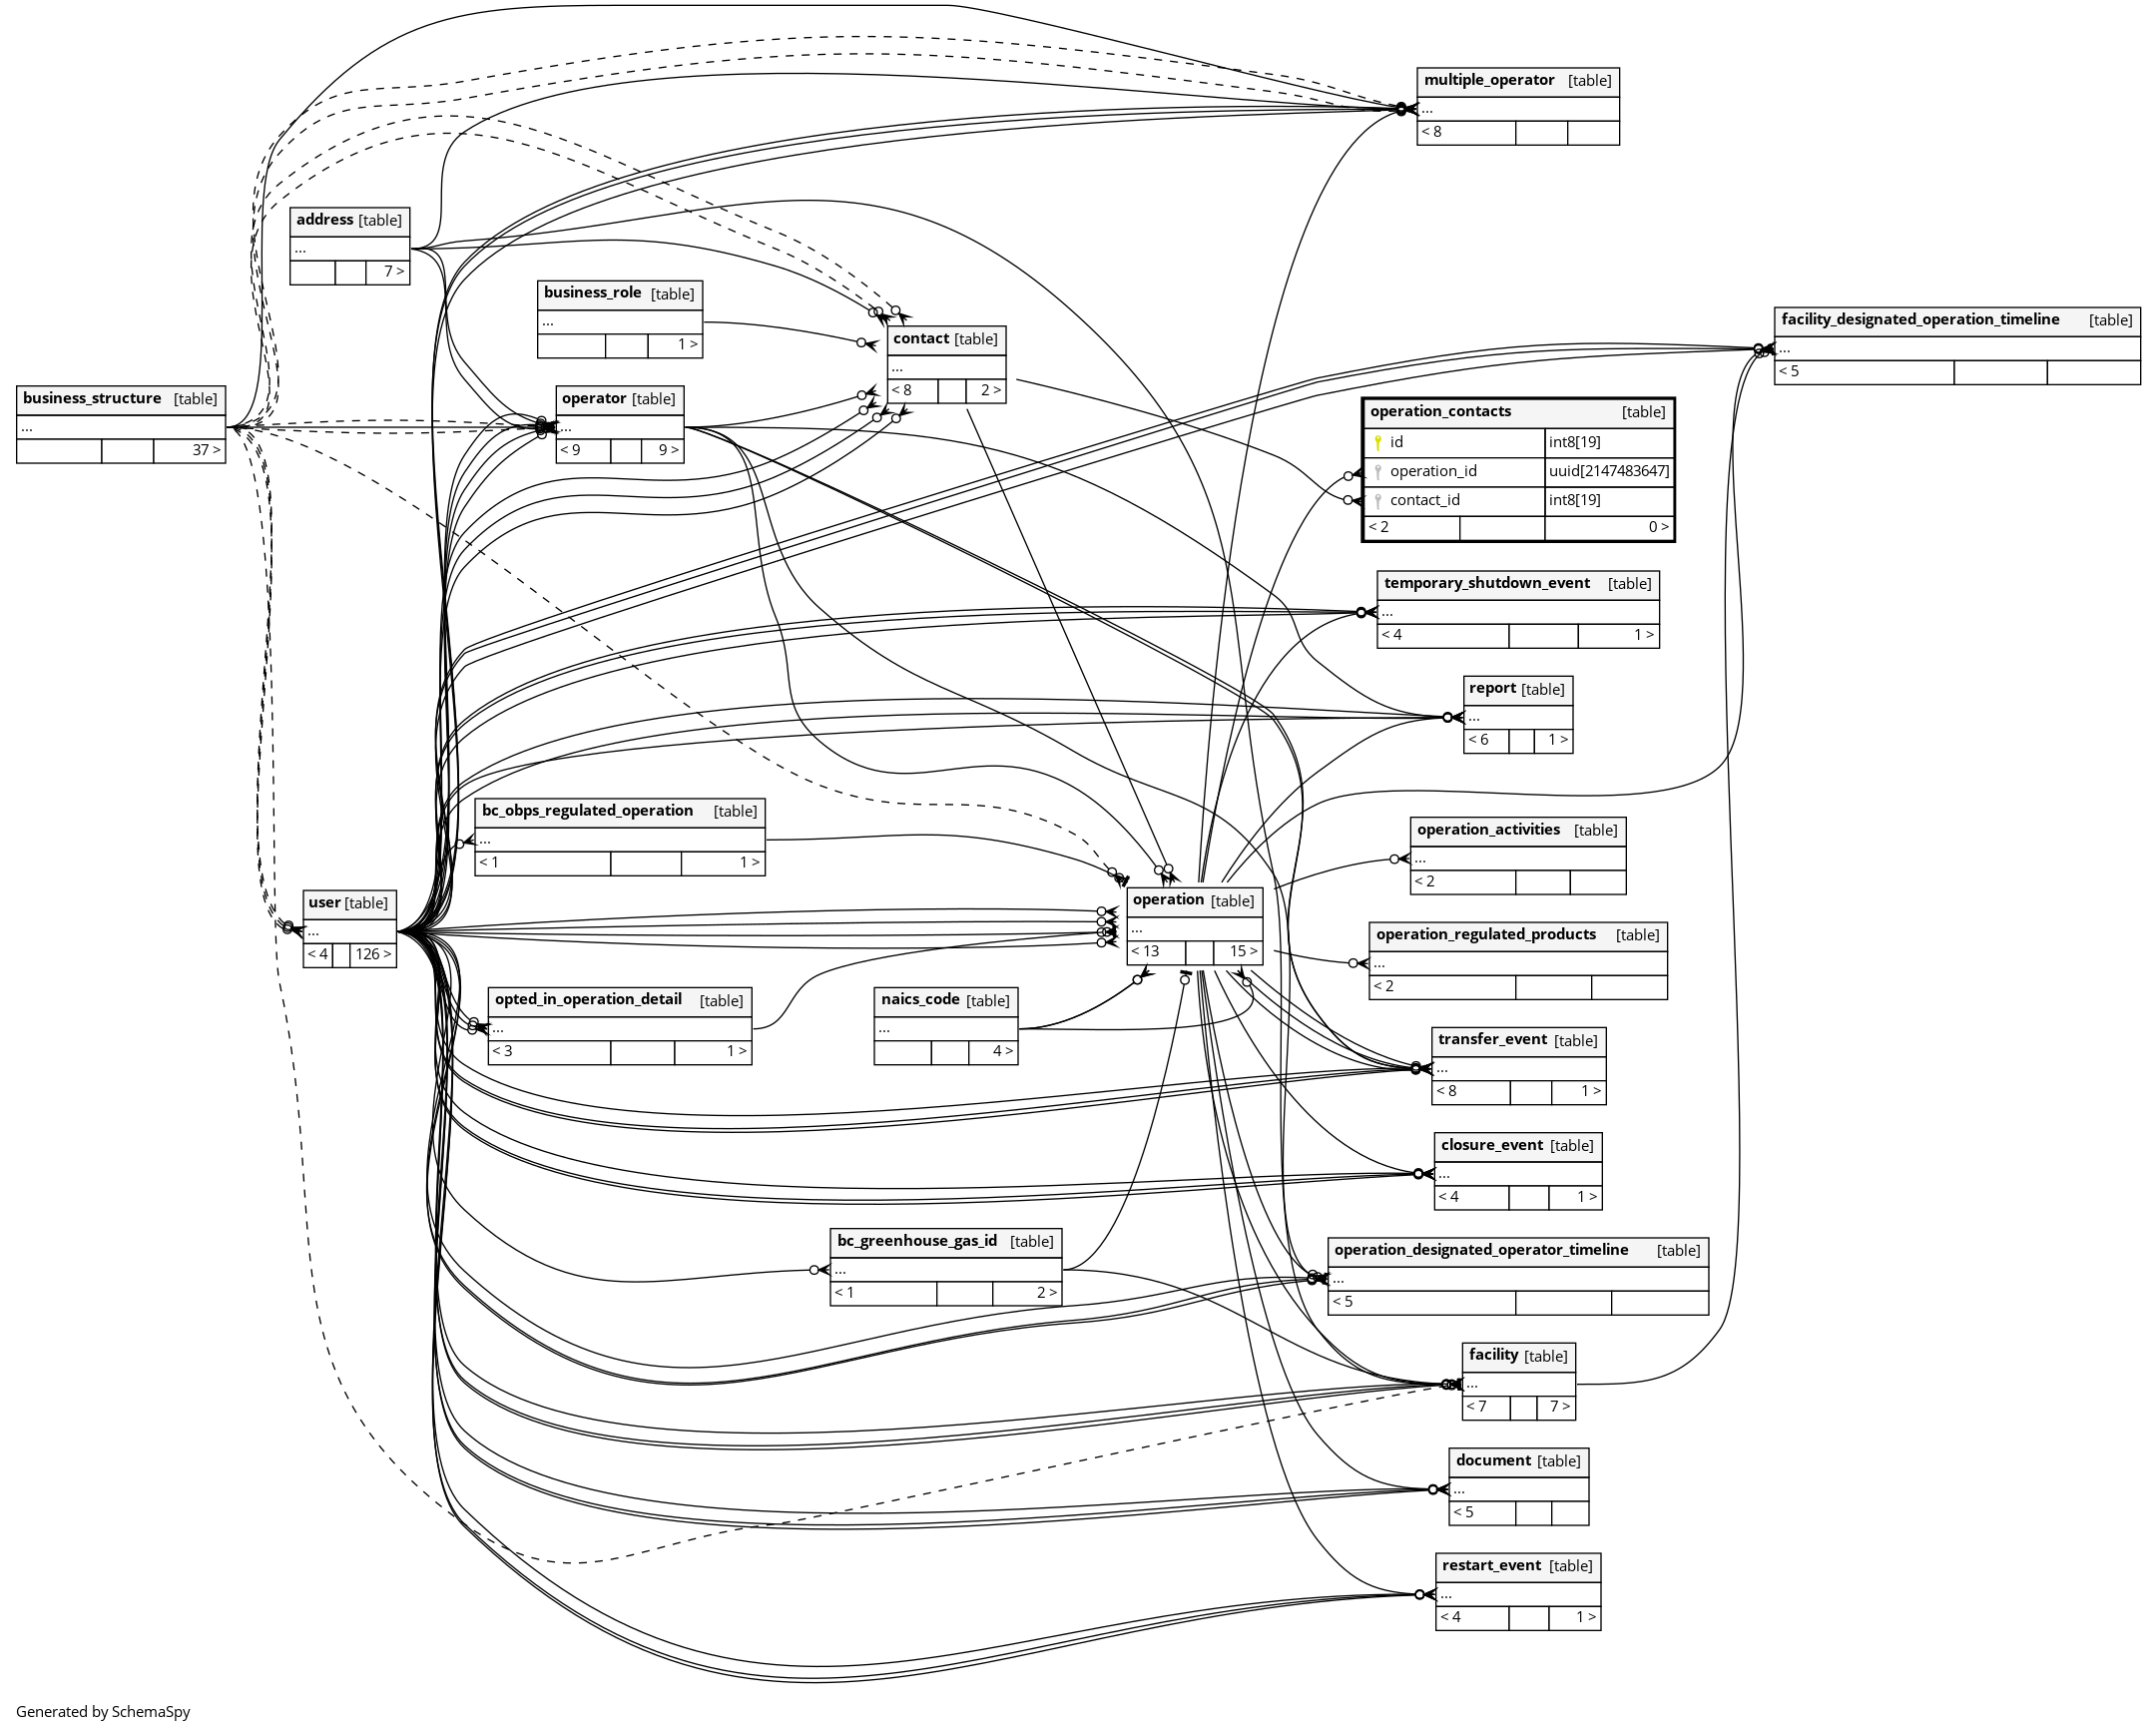 multiple_operator [table]
...
< 8
address [table]
...
7 >
business_role [table]
...
1 >
contact [table]
...
< 8 2 >
facility_designated_operation_timeline [table]
...
< 5
business_structure [table]
...
37 >
operator [table]
...
< 9 9 >
operation_contacts [table]
id int8[19]
operation_id uuid[2147483647]
contact_id int8[19]
< 2 0 >
temporary_shutdown_event [table]
...
< 4 1 >
report [table]
...
< 6 1 >
bc_obps_regulated_operation [table]
...
< 1 1 >
operation_activities [table]
...
< 2
user [table]
...
< 4 126 >
operation [table]
...
< 13 15 >
operation_regulated_products [table]
...
< 2
opted_in_operation_detail [table]
...
< 3 1 >
naics_code [table]
...
4 >
transfer_event [table]
...
< 8 1 >
closure_event [table]
...
< 4 1 >
bc_greenhouse_gas_id [table]
...
< 1 2 >
operation_designated_operator_timeline [table]
...
< 5
facility [table]
...
< 7 7 >
document [table]
...
< 5
restart_event [table]
...
< 4 1 >
Generated by SchemaSpy